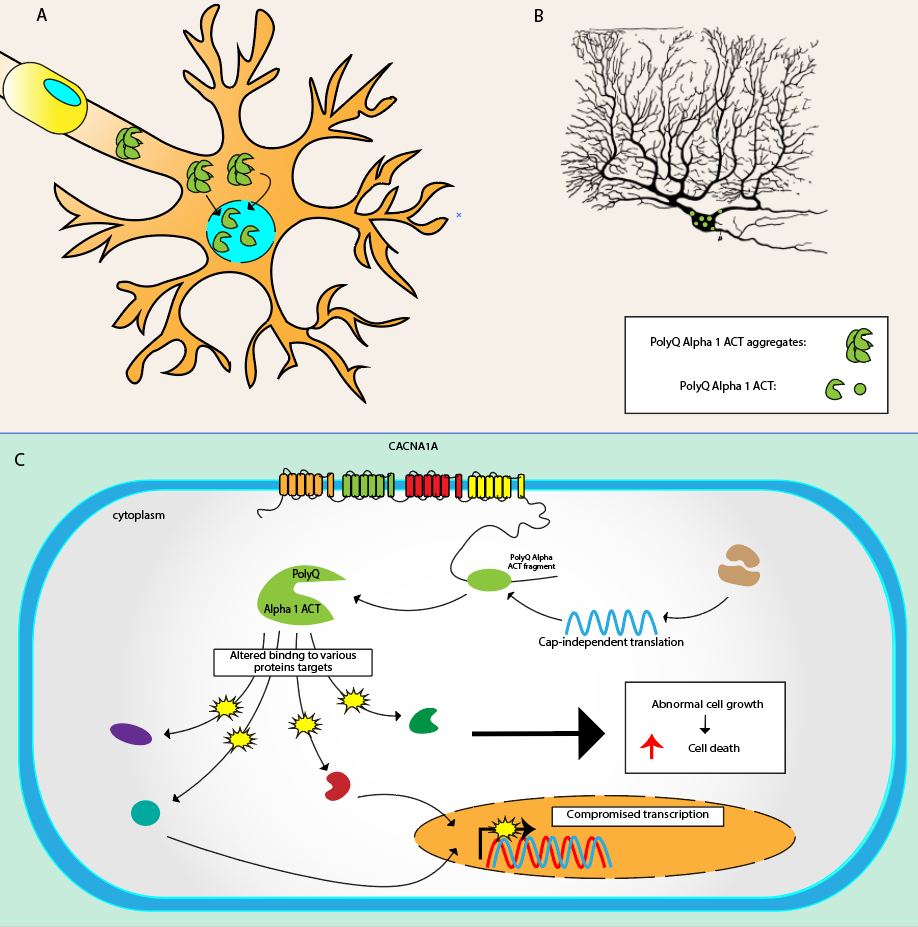 A
B
PolyQ Alpha 1 ACT aggregates:
PolyQ Alpha 1 ACT:
C
CACNA1A
cytoplasm
PolyQ Alpha
ACT fragment
PolyQ
Alpha 1 ACT
Cap-independent translation
Altered bindng to various
proteins targets
Abnormal cell growth
Cell death
Compromised transcription